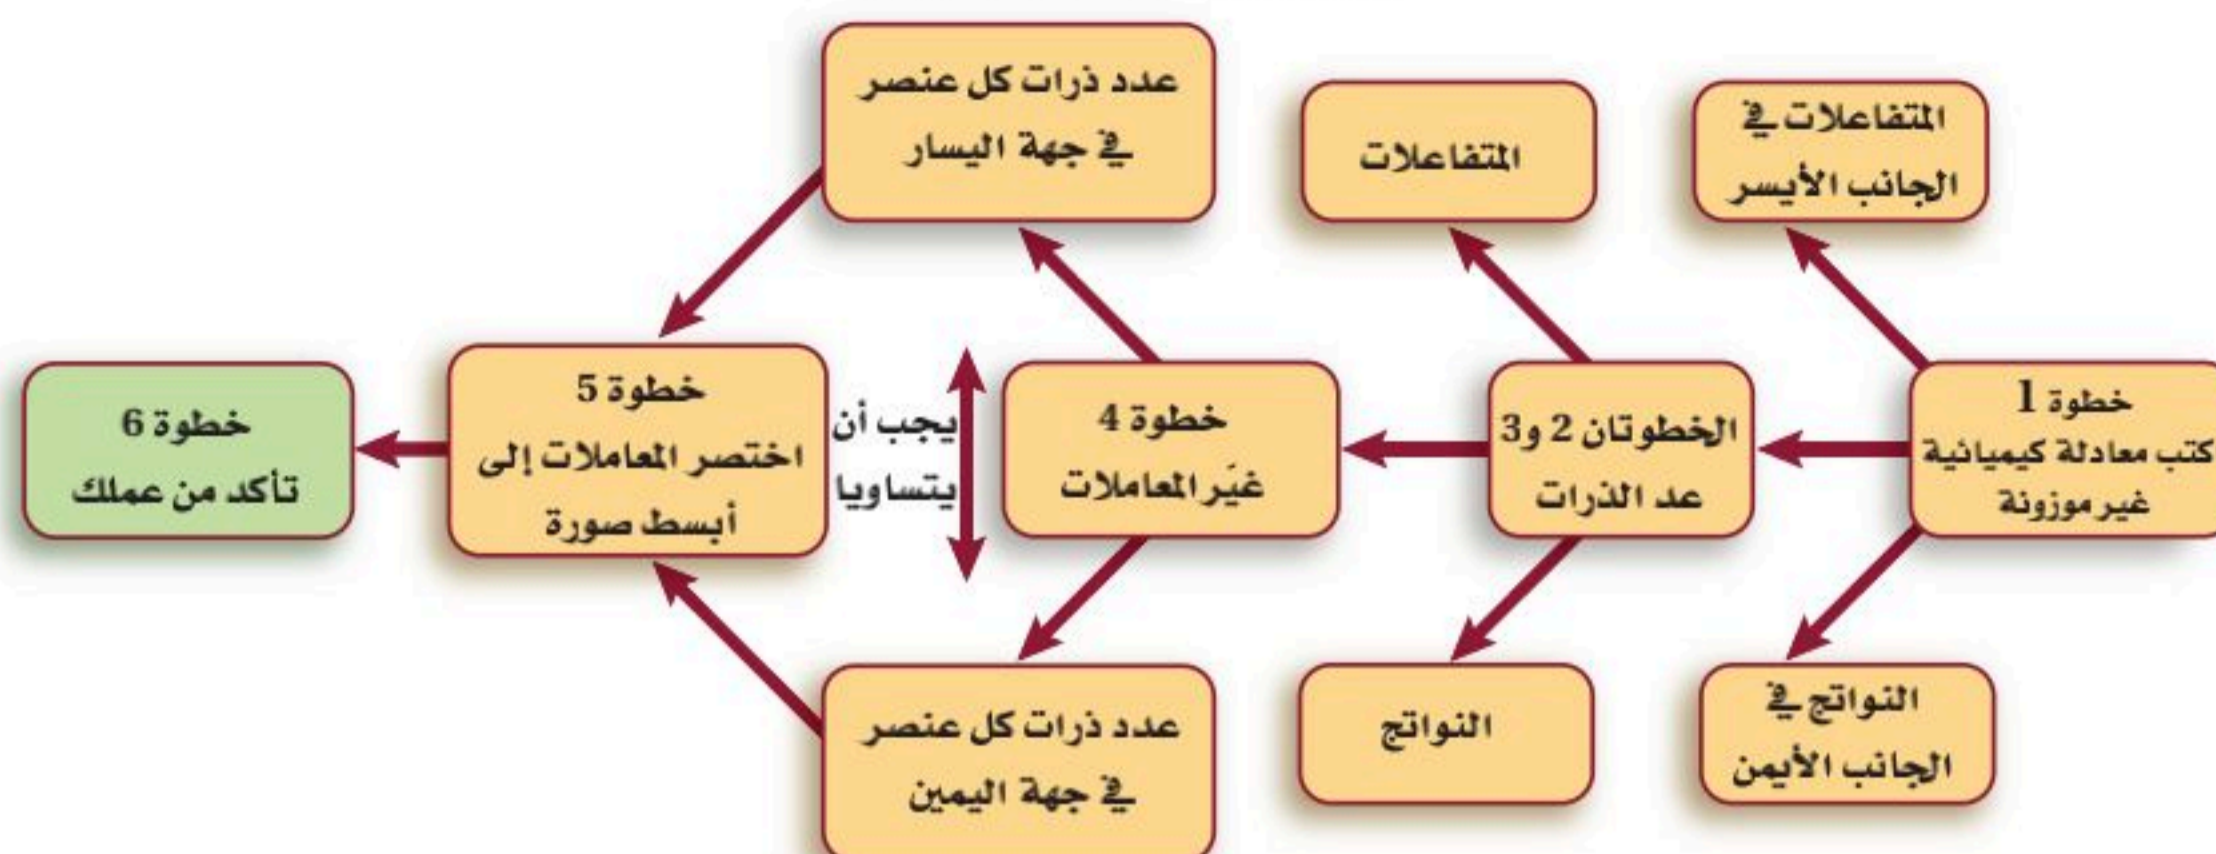 المتفاعلات في
الجانب الأيسر
خطوة 1
كتب معادلة كيميائية
غير موزونة
النواتج في
الجانب الأيمن
المتفاعلات
الخطوتان 2 و3
عد الذرات
النواتج
عدد ذرات كل عنصر
في جهة اليسار
خطوة 4
غيّر المعاملات
عدد ذرات كل عنصر
في جهة اليمين
يجب أن
يتساويا
خطوة 5
اختصر المعاملات إلى
أبسط صورة
خطوة 6
تأكد من عملك